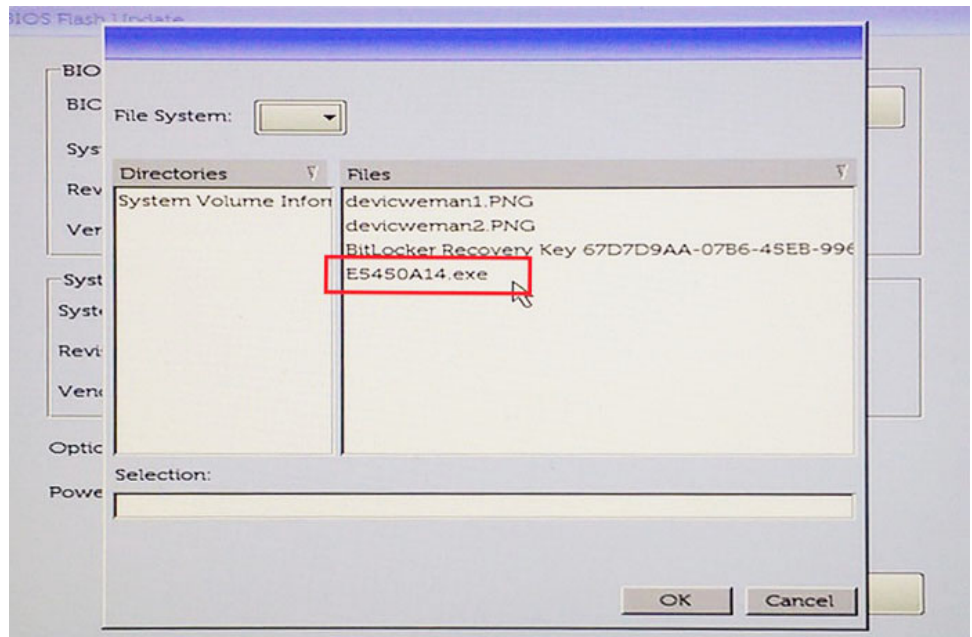 BIOS Flash Update
BIO
BIC
Sys
Rev
Ver
Syst
Syst
Revi
Vend
Optic
Powe
File System:
Directories
System Volume Infor
Files
devicweman1.PNG
devicweman2.PNG
BitLocker Recovery Key 67D7D9AA-07B6-45EB-996
E5450A14.exe
Selection:
OK
Cancel